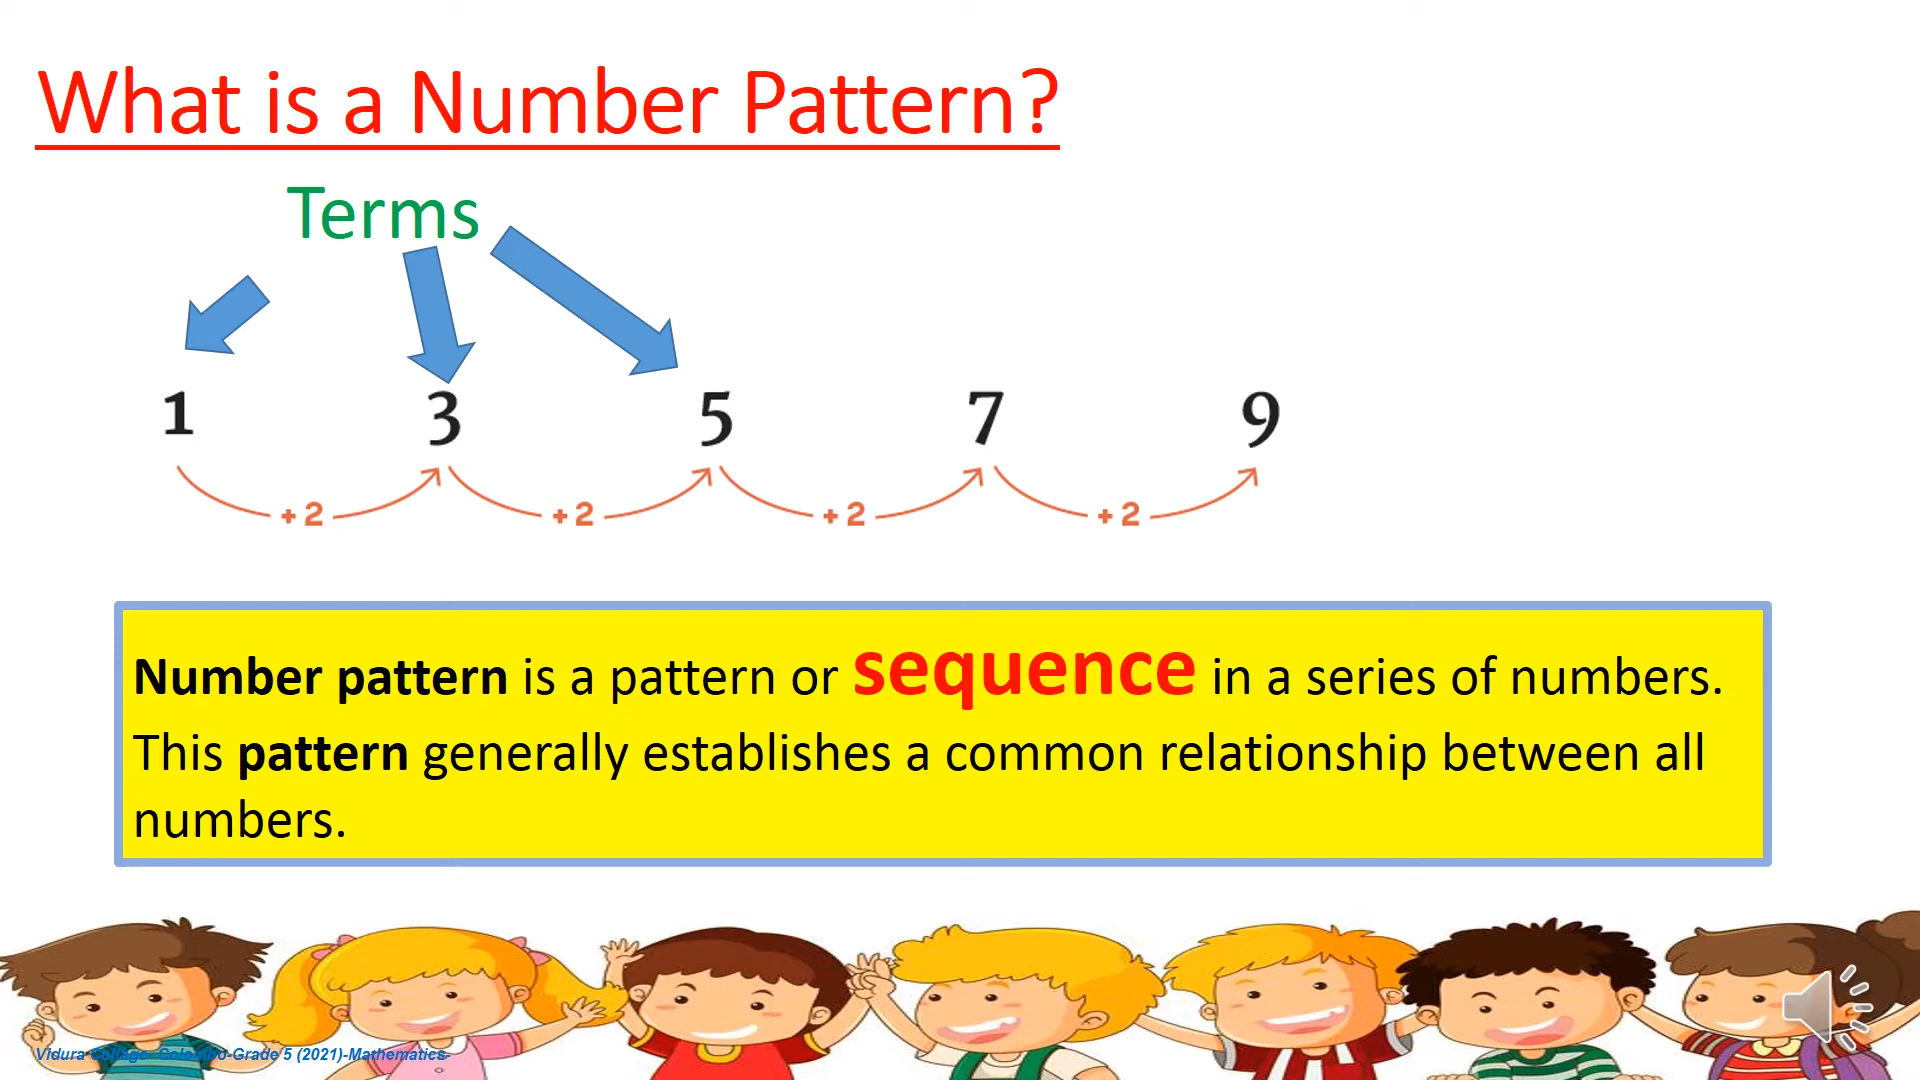 What is a Number Pattern?
Terms
1 3 5 7 9
+ 2 + 2 + 2 + 2
Number pattern is a pattern or sequence in a series of numbers.
This pattern generally establishes a common relationship between all
numbers.
Vidura College- Colombo-Grade 5 (2021)-Mathematics-